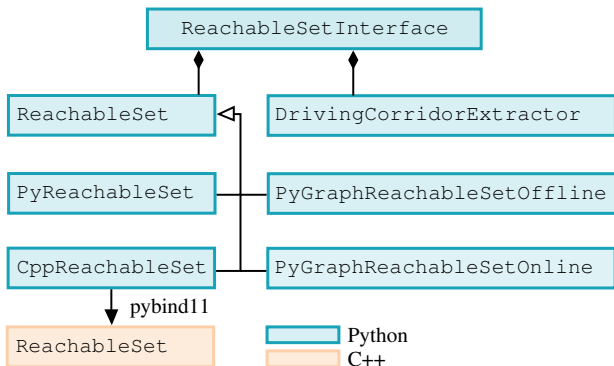 ReachableSetInterface
ReachableSet
DrivingCorridorExtractor
PyReachableSet
PyGraphReachableSetOffline
CppReachableSet
PyGraphReachableSetOnline
pybind11
ReachableSet
Python
C++